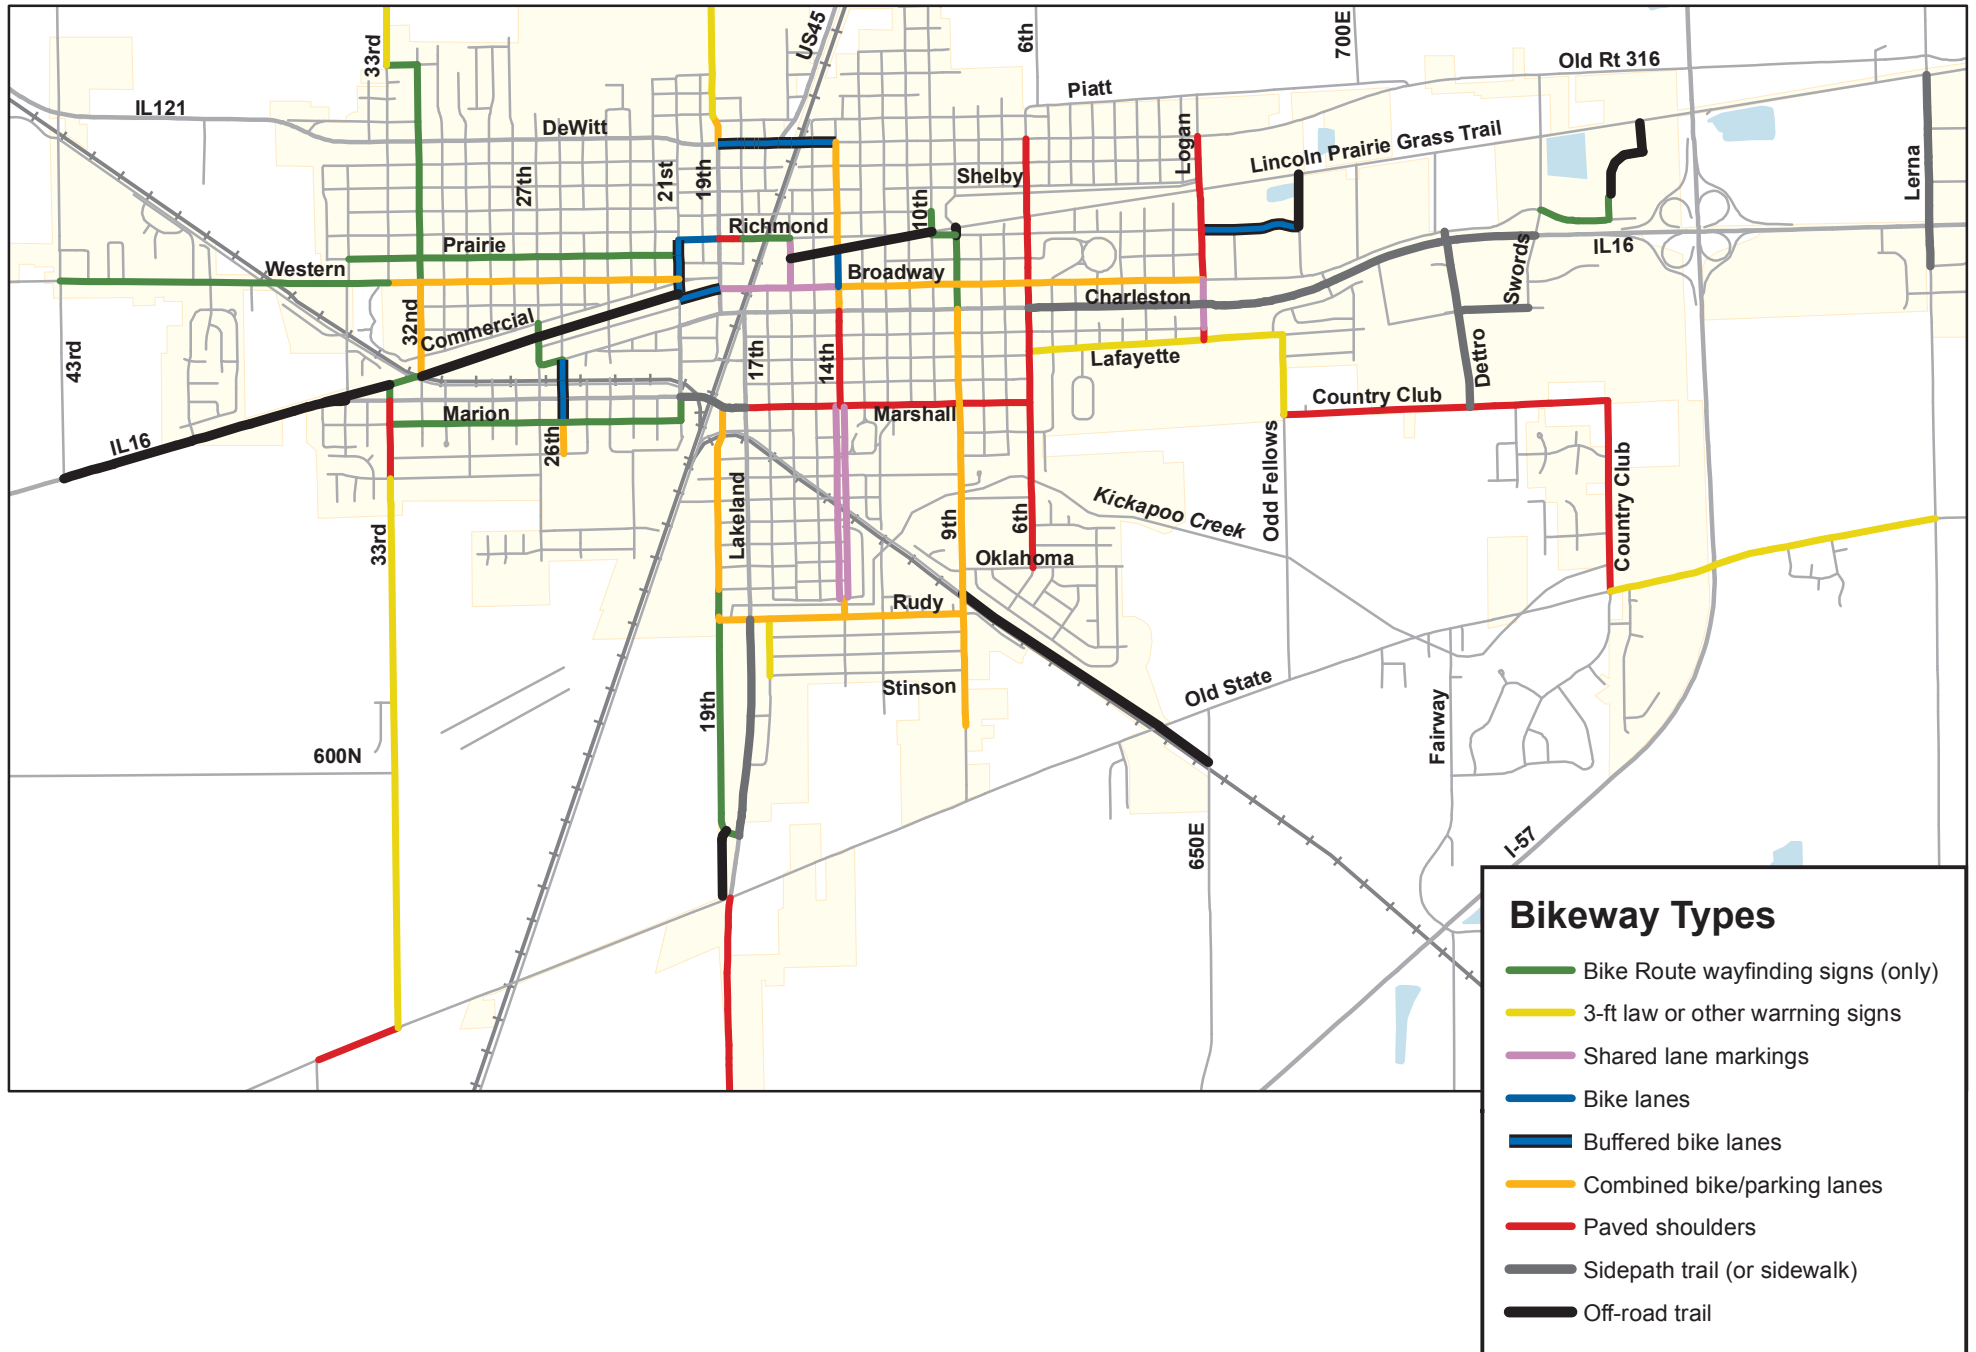 33rd
US45
6th
700E
Old Rt 316
Piatt
IL121
DeWitt
Logan
Lincoln Prairie Grass Trail
27th
21st
19th
Shelby
Lerna
10th
Richmond
Prairie
Western
Broadway
IL16
Swords
Charleston
32nd
Commercial
43rd
17th
14th
Lafayette
Dettro
Country Club
Marion
Marshall
IL16
26th
Odd Fellows
Country Club
Lakeland
Kickapoo Creek
33rd
9th
6th
Oklahoma
Rudy
Stinson
Old State
19th
Fairway
600N
650E
I-57
Bikeway Types
Bike Route wayfinding signs (only)
3-ft law or other warrning signs
Shared lane markings
Bike lanes
Buffered bike lanes
Combined bike/parking lanes
Paved shoulders
Sidepath trail (or sidewalk)
Off-road trail